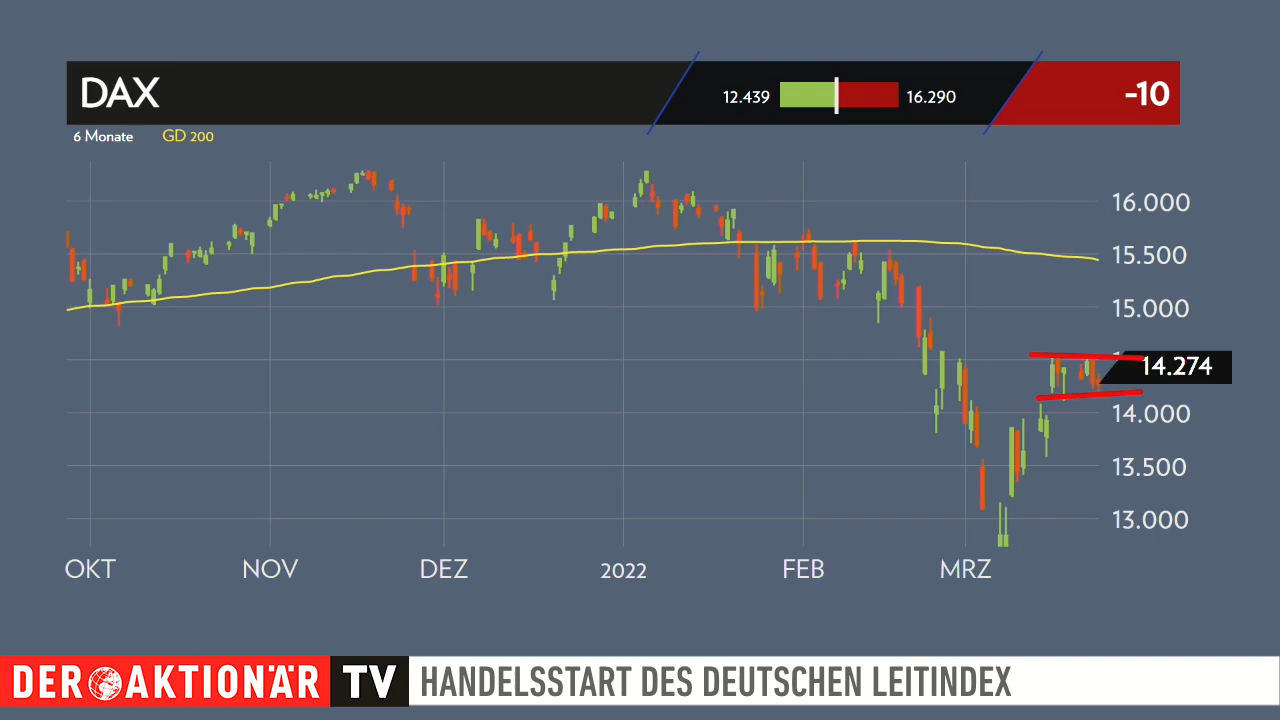 DAX
12.439 16.290
-10
6 Monate GD 200
16.000
15.500
15.000
14.274
14.000
13.500
13.000
OKT NOV DEZ 2022 FEB MRZ
DER AKTIONÄR TV HANDELSSTART DES DEUTSCHEN LEITINDEX